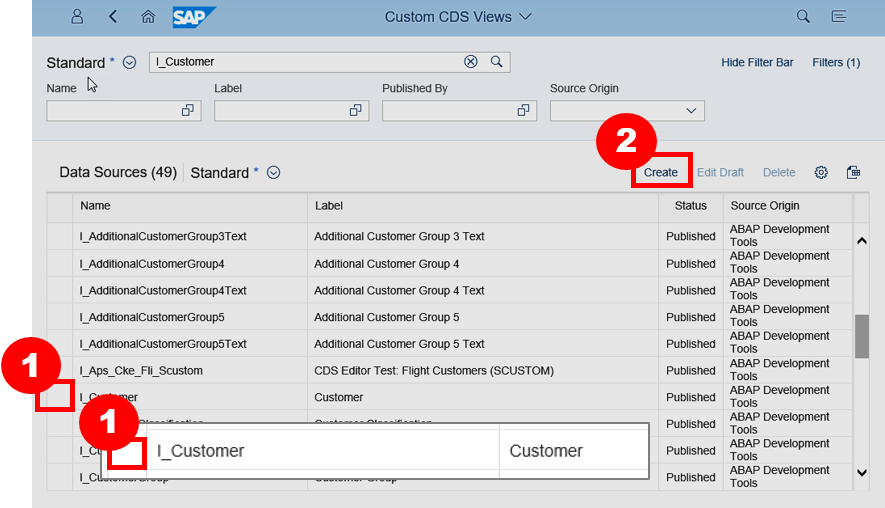 SAP
Custom CDS Views
Standard *
I_Customer
Hide Filter Bar
Filters (1)
Name
Label
Published By
Source Origin
2
Data Sources (49)
Standard *
Create
Edit Draft
Delete
Name
Label
Status
Source Origin
I_AdditionalCustomerGroup3Text
Additional Customer Group 3 Text
Published
ABAP Development
Tools
I_AdditionalCustomerGroup4
Additional Customer Group 4
Published
ABAP Development
Tools
I_AdditionalCustomerGroup4Text
Additional Customer Group 4 Text
Published
ABAP Development
Tools
I_AdditionalCustomerGroup5
Additional Customer Group 5
Published
ABAP Development
Tools
I_AdditionalCustomerGroup5Text
Additional Customer Group 5 Text
Published
ABAP Development
Tools
1
I_Aps_Cke_Fli_Scustom
CDS Editor Test: Flight Customers (SCUSTOM)
Published
ABAP Development
Tools
I_Customer
Customer
Published
ABAP Development
Tools
1
Customer Classification
Published
ABAP Development
Tools
I_Customer
Customer
Published
ABAP Development
Tools
I_CustomerGroup
Customer Group
Published
ABAP Development
Tools